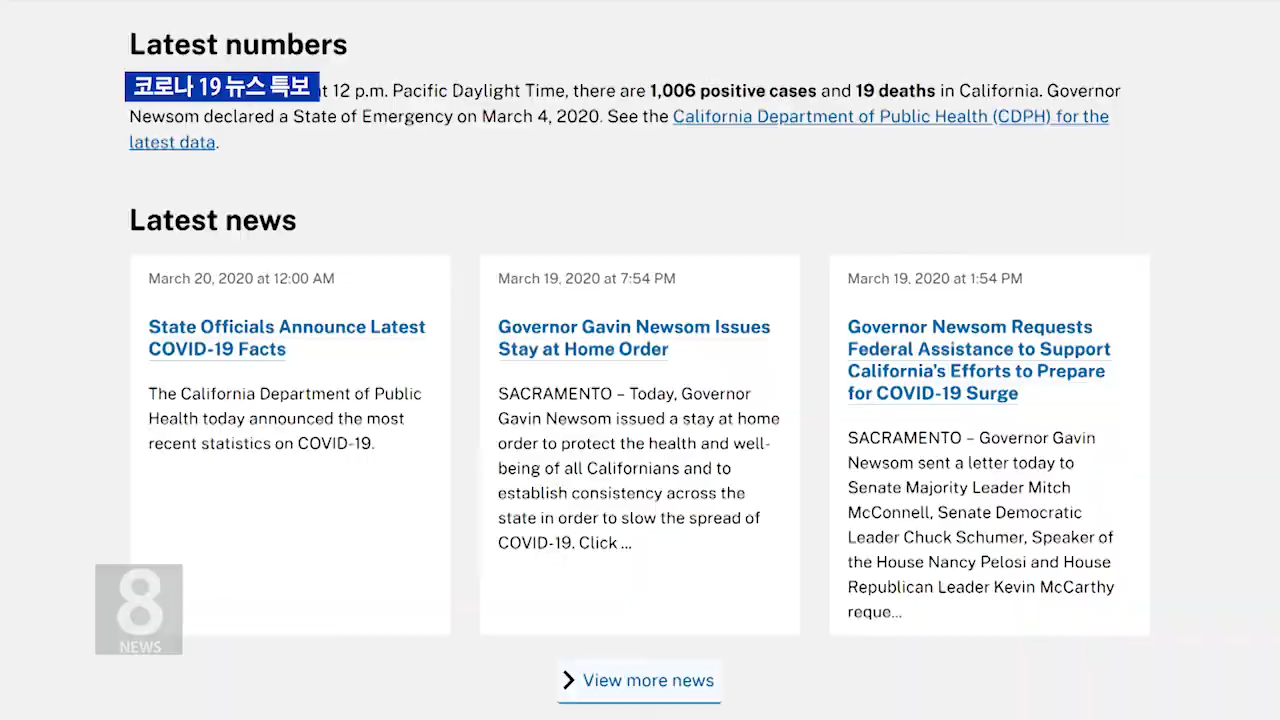 Latest numbers
코로나 19 뉴스 특보 t 12 p.m. Pacific Daylight Time, there are 1,006 positive cases and 19 deaths in California. Governor
Newsom declared a State of Emergency on March 4, 2020. See the California Department of Public Health (CDPH) for the
latest data.
Latest news
March 20, 2020 at 12:00 AM
State Officials Announce Latest
COVID-19 Facts
The California Department of Public
Health today announced the most
recent statistics on COVID-19.
March 19, 2020 at 7:54 PM
Governor Gavin Newsom Issues
Stay at Home Order
SACRAMENTO – Today, Governor
Gavin Newsom issued a stay at home
order to protect the health and well-
being of all Californians and to
establish consistency across the
state in order to slow the spread of
COVID-19. Click ...
March 19, 2020 at 1:54 PM
Governor Newsom Requests
Federal Assistance to Support
California's Efforts to Prepare
for COVID-19 Surge
SACRAMENTO – Governor Gavin
Newsom sent a letter today to
Senate Majority Leader Mitch
McConnell, Senate Democratic
Leader Chuck Schumer, Speaker of
the House Nancy Pelosi and House
Republican Leader Kevin McCarthy
reque...
8
NEWS
View more news